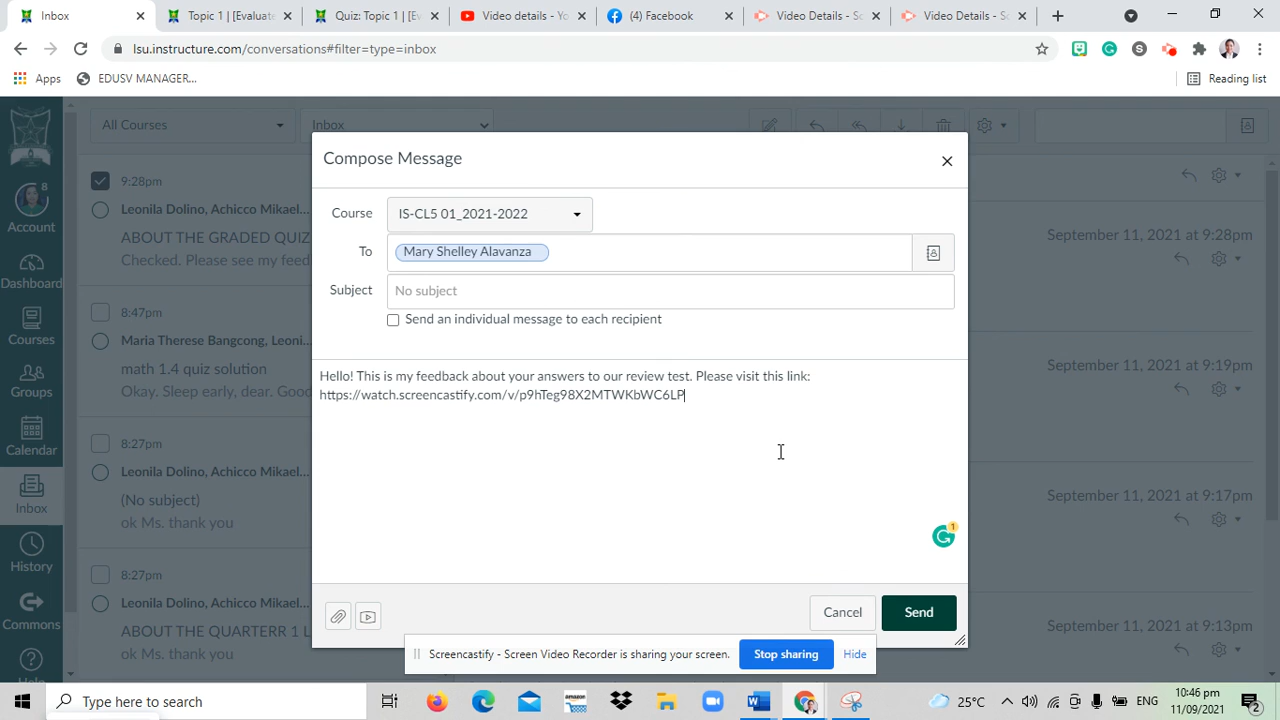 Inbox
Topic 1 | [Evaluate
Quiz: Topic 1 | [Ev
Video details - Yo
(4) Facebook
Video Details - Sc
Video Details - Sc
lsu.instructure.com/conversations#filter=type=inbox
Apps
EDUSV MANAGER...
Reading list
All Courses
Inbox
8
Account
Dashboard
Courses
Groups
Calendar
Inbox
History
Commons
Help
9:28pm
Leonila Dolino, Achicco Mikael...
ABOUT THE GRADED QUIZ
Checked. Please see my feed
8:47pm
Maria Therese Bangcong, Leoni...
math 1.4 quiz solution
Okay. Sleep early, dear. Good
8:27pm
Leonila Dolino, Achicco Mikael...
(No subject)
ok Ms. thank you
8:27pm
Leonila Dolino, Achicco Mikael...
ABOUT THE QUARTERR 1 L
ok Ms. thank you
Compose Message
Course
IS-CL5 01_2021-2022
To
Mary Shelley Alavanza
Subject
No subject
Send an individual message to each recipient
Hello! This is my feedback about your answers to our review test. Please visit this link:
https://watch.screencastify.com/v/p9hTeg98X2MTWKbWC6LP
1
Cancel
Send
September 11, 2021 at 9:28pm
September 11, 2021 at 9:19pm
September 11, 2021 at 9:17pm
September 11, 2021 at 9:13pm
Screencastify - Screen Video Recorder is sharing your screen.
Stop sharing
Hide
Type here to search
amazon
25°C
ENG
10:46 pm
11/09/2021
2